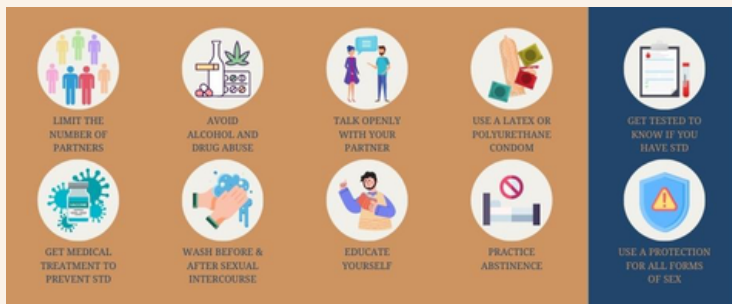 LIMIT THE
NUMBER OF
PARTNERS
AVOID
ALCOHOL AND
DRUG ABUSE
TALK OPENLY
WITH YOUR
PARTNER
USE A LATEX OR
POLYURETHANE
CONDOM
GET TESTED TO
KNOW IF YOU
HAVE STD
GET MEDICAL
TREATMENT TO
PREVENT STD
WASH BEFORE &
AFTER SEXUAL
INTERCOURSE
EDUCATE
YOURSELF
PRACTICE
ABSTINENCE
USE A PROTECTION
FOR ALL FORMS
OF SEX